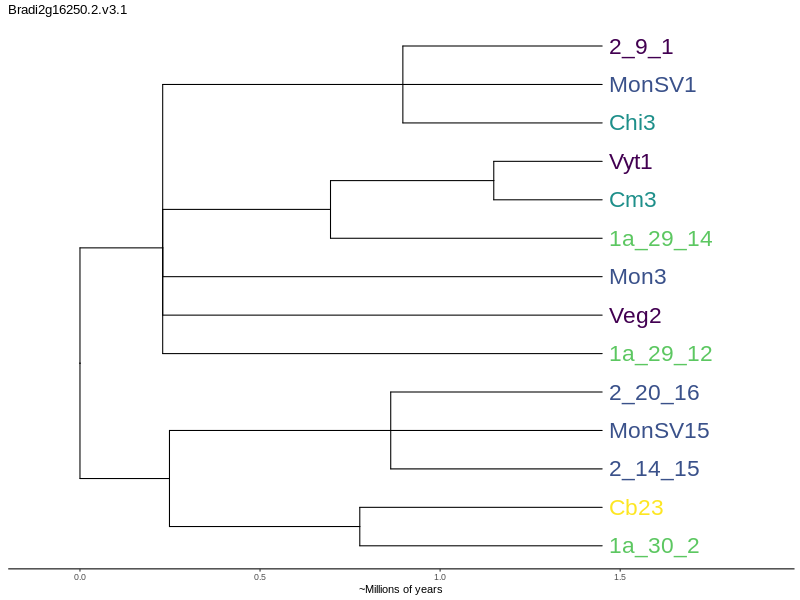 Bradi2g16250.2.v3.1
2_9_1
MonSV1
Chi3
Vyt1
Cm3
1a_29_14
Mon3
Veg2
1a_29_12
2_20_16
MonSV15
2_14_15
Cb23
1a_30_2
0.0 0.5 1.0 1.5
~Millions of years